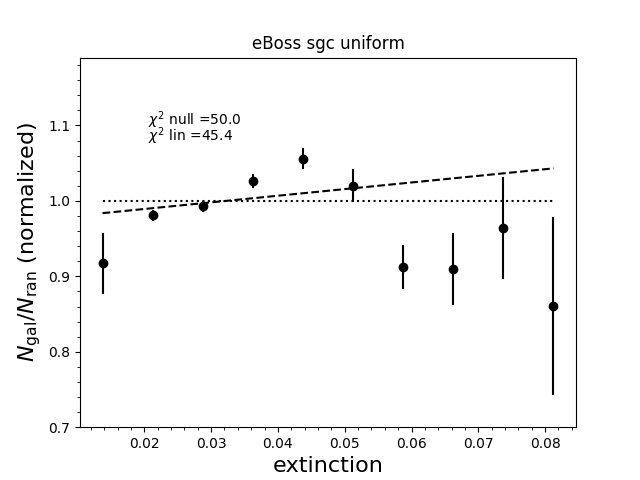 eBoss sgc uniform
χ² null =50.0
χ² lin =45.4
N_gal/N_ran (normalized)
1.1
1.0
0.9
0.8
0.7
0.02 0.03 0.04 0.05 0.06 0.07 0.08
extinction